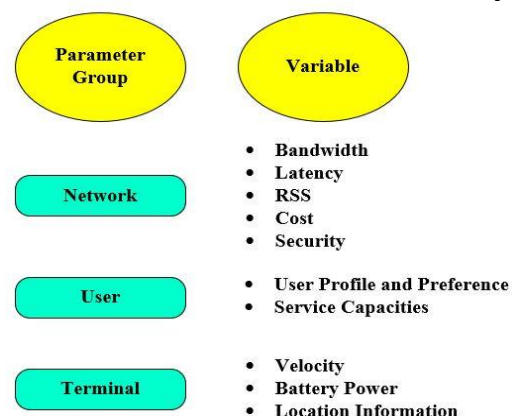 Parameter
Group
Variable
Network
• Bandwidth
• Latency
• RSS
• Cost
• Security
User
• User Profile and Preference
• Service Capacities
Terminal
• Velocity
• Battery Power
• Location Information